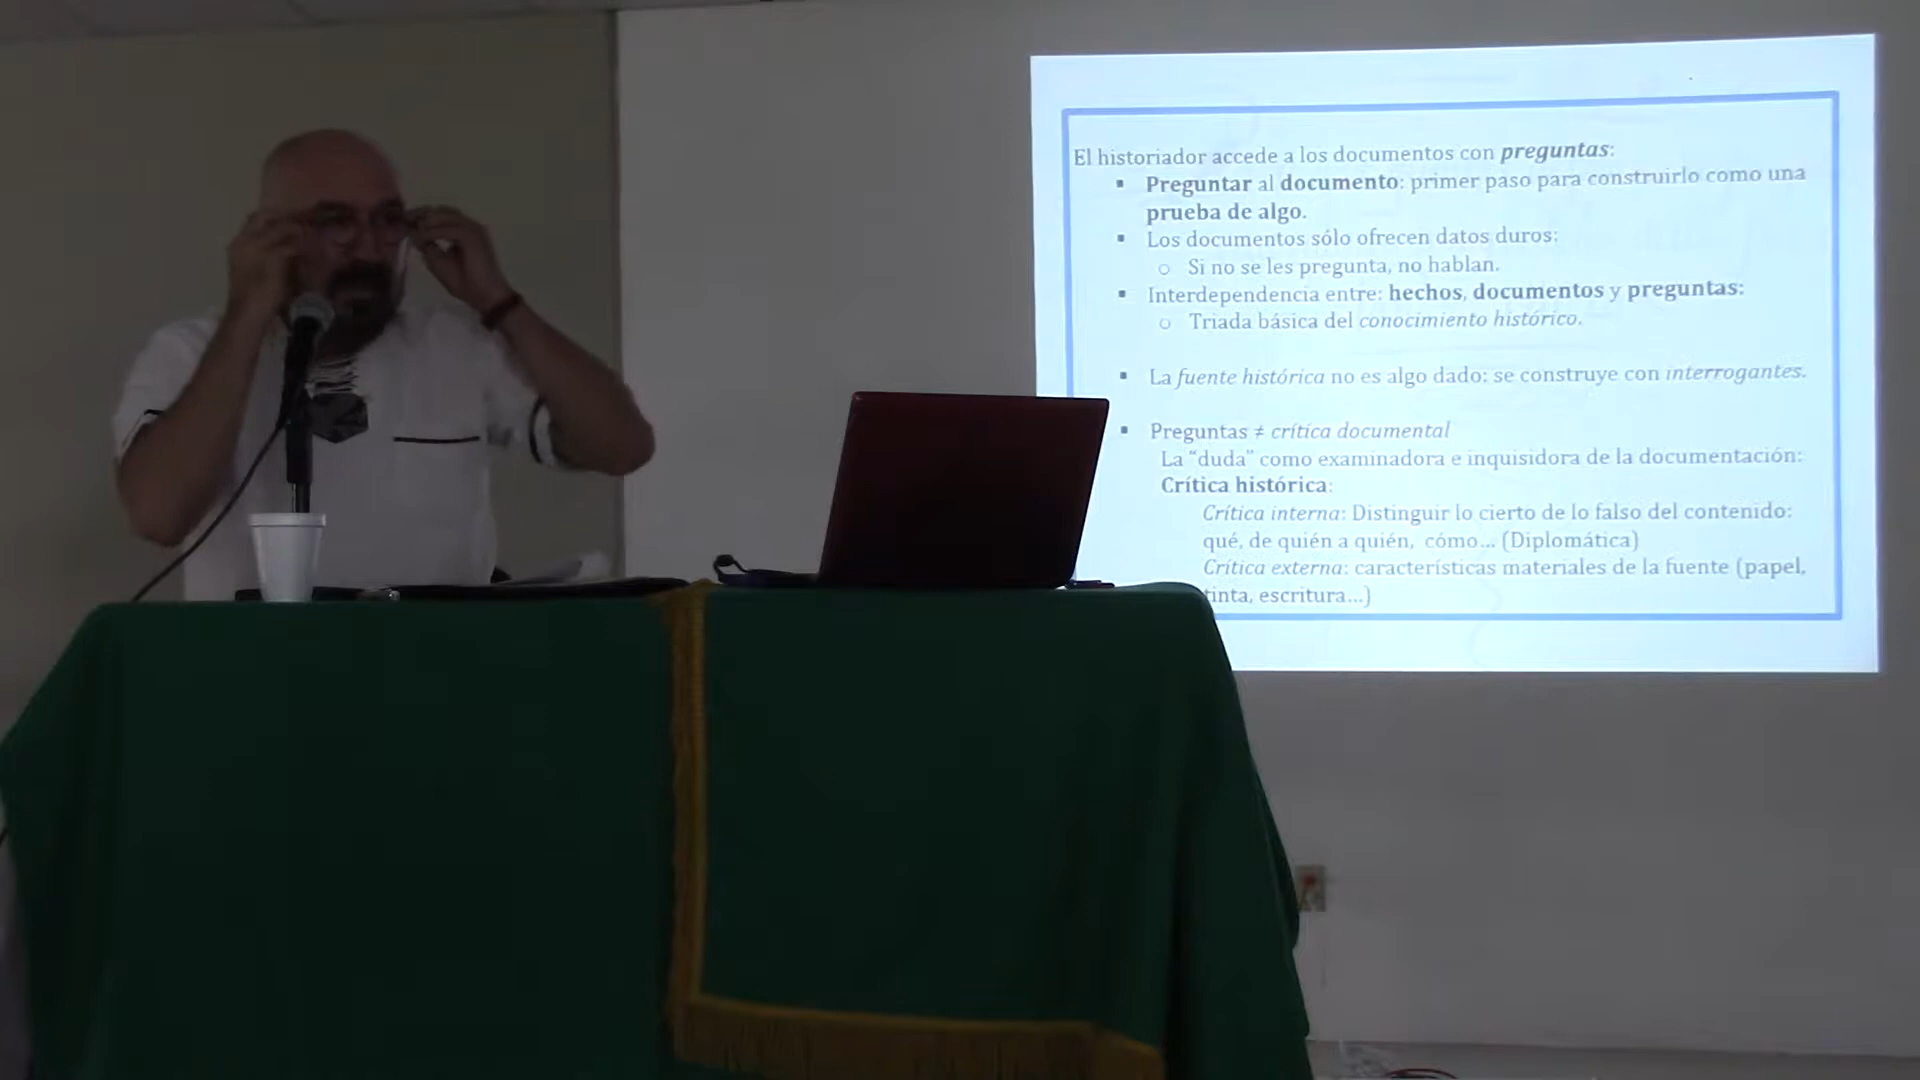 El historiador accede a los documentos con preguntas:
▪ Preguntar al documento: primer paso para construirlo como una
prueba de algo.
▪ Los documentos sólo ofrecen datos duros:
o Si no se les pregunta, no hablan.
▪ Interdependencia entre: hechos, documentos y preguntas:
o Triada básica del conocimiento histórico.
▪ La fuente histórica no es algo dado: se construye con interrogantes.
▪ Preguntas ≠ crítica documental
La “duda” como examinadora e inquisidora de la documentación:
Crítica histórica:
Crítica interna: Distinguir lo cierto de lo falso del contenido:
qué, de quién a quién, cómo... (Diplomática)
Crítica externa: características materiales de la fuente (papel,
tinta, escritura...)